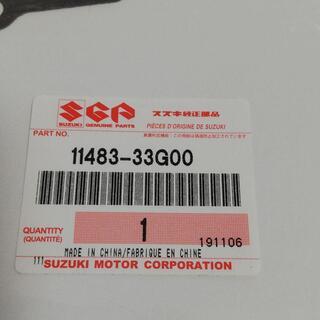 SGP スズキ純正部品
SUZUKI GENUINE PARTS PIÈCES D'ORIGINE DE SUZUKI
PART NO.
11483-33G00
QUANTITY
(QUANTITÉ) 1 191106
MADE IN CHINA/FABRIQUE EN CHINE
111 SUZUKI MOTOR CORPORATION